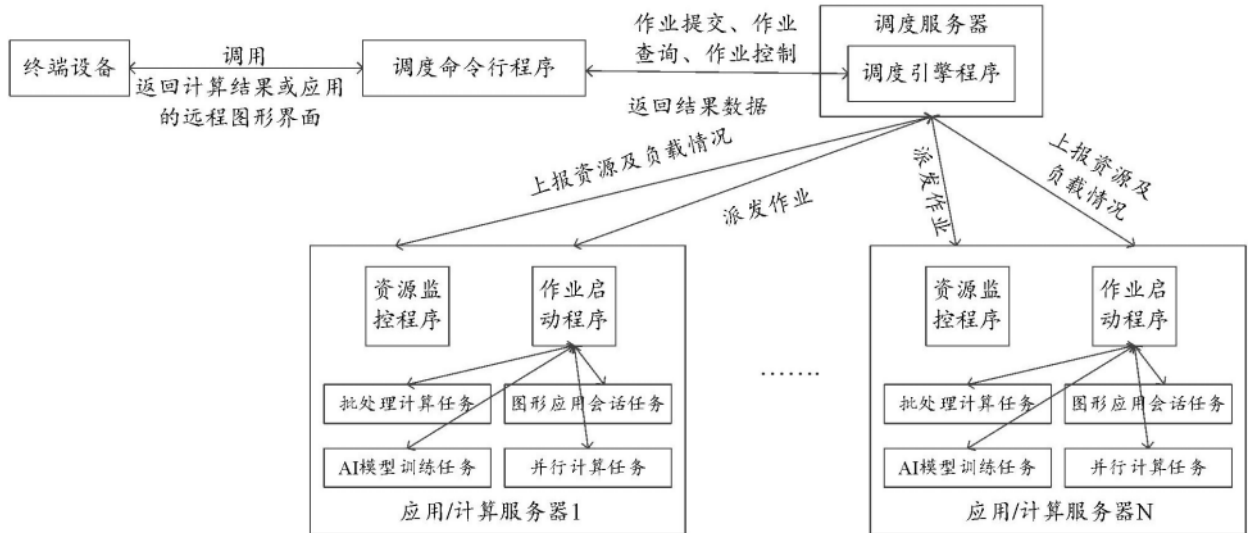 终端设备
调用
返回计算结果或应用
的远程图形界面
调度命令行程序
作业提交、作业
查询、作业控制
返回结果数据
调度服务器
调度引擎程序
上报资源及负载情况
派发作业
派发作业
上报资源及
负载情况
资源监
控程序
作业启
动程序
批处理计算任务
图形应用会话任务
AI模型训练任务
并行计算任务
应用/计算服务器1
.......
资源监
控程序
作业启
动程序
批处理计算任务
图形应用会话任务
AI模型训练任务
并行计算任务
应用/计算服务器N